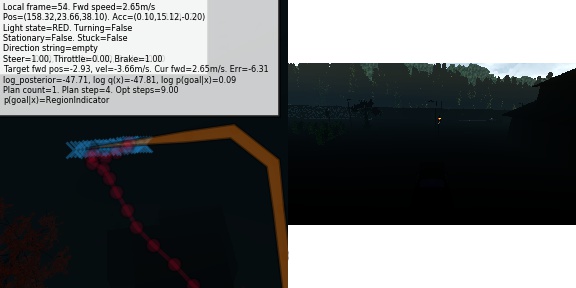 Local frame=54. Fwd speed=2.65m/s
Pos=(158.32,23.66,38.10). Acc=(0.10,15.12,-0.20)
Light state=RED. Turning=False
Stationary=False. Stuck=False
Direction string=empty
Steer=1.00, Throttle=0.00, Brake=1.00
Target fwd pos=-2.93, vel=-3.66m/s. Cur fwd=2.65m/s. Err=-6.31
log_posterior=-47.71, log q(x)=-47.81, log p(goal|x)=0.09
Plan count=1. Plan step=4. Opt steps=9.00
p(goal|x)=RegionIndicator